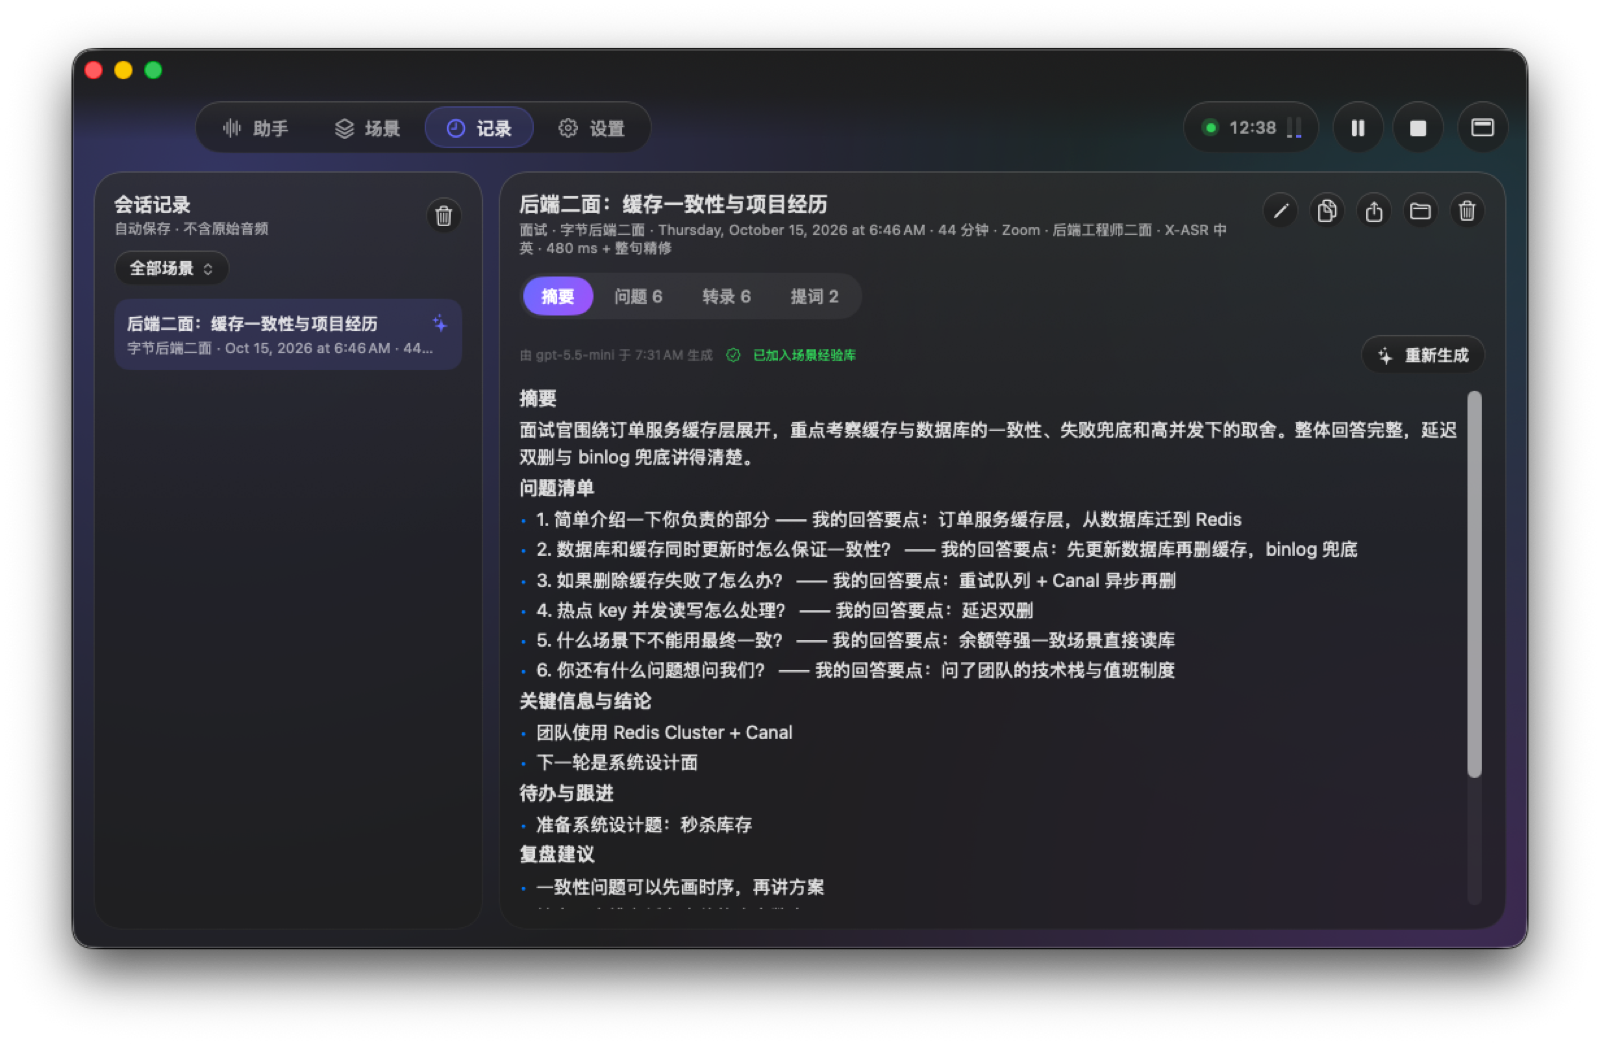 助手
场景
记录
设置
12:38
会话记录
自动保存 · 不含原始音频
全部场景
后端二面：缓存一致性与项目经历
字节后端二面 · Oct 15, 2026 at 6:46 AM · 44...
后端二面：缓存一致性与项目经历
面试 · 字节后端二面 · Thursday, October 15, 2026 at 6:46 AM · 44 分钟 · Zoom · 后端工程师二面 · X-ASR 中
英 · 480 ms + 整句精修
摘要
问题 6
转录 6
提词 2
由 gpt-5.5-mini 于 7:31 AM 生成
已加入场景经验库
重新生成
摘要
面试官围绕订单服务缓存层展开，重点考察缓存与数据库的一致性、失败兜底和高并发下的取舍。整体回答完整，延迟
双删与 binlog 兜底讲得清楚。
问题清单
· 1. 简单介绍一下你负责的部分 —— 我的回答要点：订单服务缓存层，从数据库迁到 Redis
· 2. 数据库和缓存同时更新时怎么保证一致性？ —— 我的回答要点：先更新数据库再删缓存，binlog 兜底
· 3. 如果删除缓存失败了怎么办？ —— 我的回答要点：重试队列 + Canal 异步再删
· 4. 热点 key 并发读写怎么处理？ —— 我的回答要点：延迟双删
· 5. 什么场景下不能用最终一致？ —— 我的回答要点：余额等强一致场景直接读库
· 6. 你还有什么问题想问我们？ —— 我的回答要点：问了团队的技术栈与值班制度
关键信息与结论
· 团队使用 Redis Cluster + Canal
· 下一轮是系统设计面
待办与跟进
· 准备系统设计题：秒杀库存
复盘建议
· 一致性问题可以先画时序，再讲方案